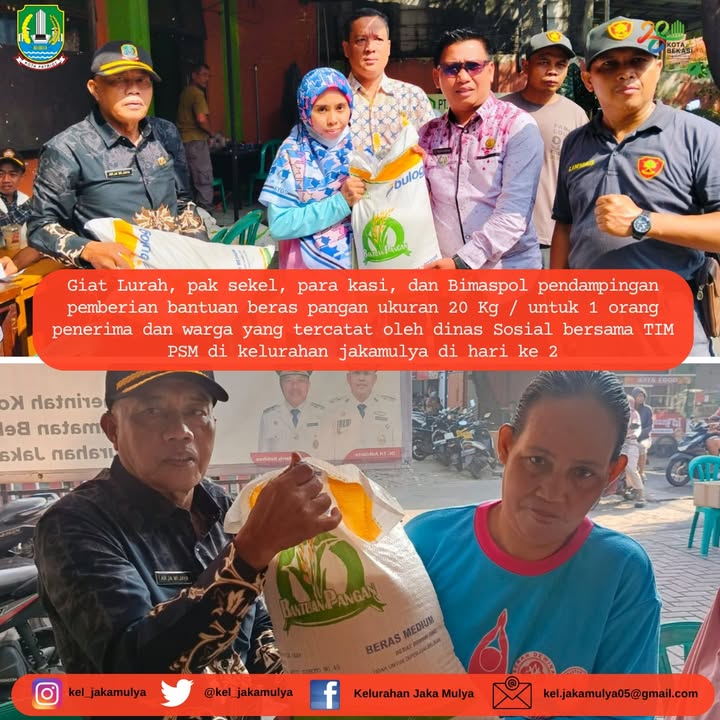 KOTA BEKASI
bulog
BANTUAN PANGAN
Giat Lurah, pak sekel, para kasi, dan Bimaspol pendampingan
pemberian bantuan beras pangan ukuran 20 Kg / untuk 1 orang
penerima dan warga yang tercatat oleh dinas Sosial bersama TIM
PSM di kelurahan jakamulya di hari ke 2
BANTUAN PANGAN
BERAS MEDIUM
kel_jakamulya
@kel_jakamulya
Kelurahan Jaka Mulya
kel.jakamulya05@gmail.com